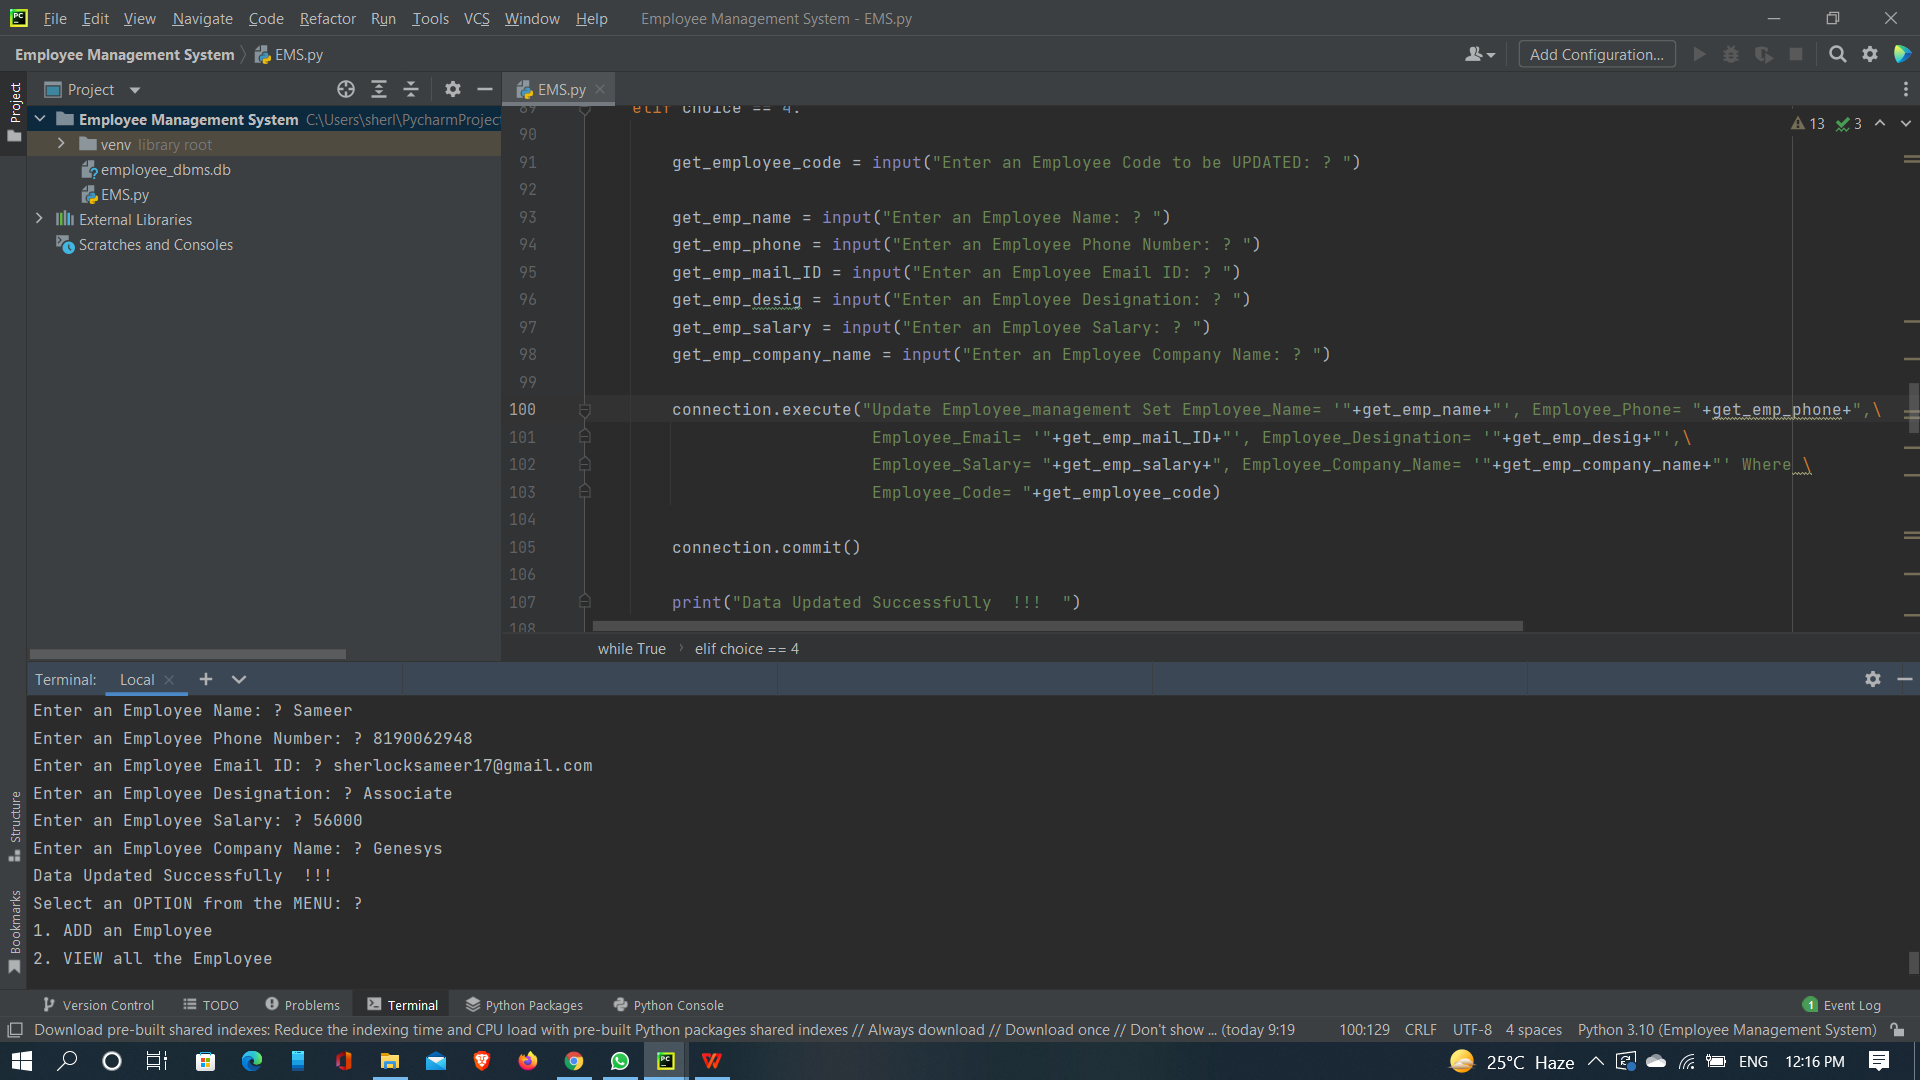 File Edit View Navigate Code Refactor Run Tools VCS Window Help Employee Management System - EMS.py
Employee Management System EMS.py Add Configuration...
Project
Project
EMS.py
Employee Management System C:\Users\sherl\PycharmProjec
venv library root
employee_dbms.db
EMS.py
External Libraries
Scratches and Consoles
13 3
89 elif choice == 4:
90
91 get_employee_code = input("Enter an Employee Code to be UPDATED: ? ")
92
93 get_emp_name = input("Enter an Employee Name: ? ")
94 get_emp_phone = input("Enter an Employee Phone Number: ? ")
95 get_emp_mail_ID = input("Enter an Employee Email ID: ? ")
96 get_emp_desig = input("Enter an Employee Designation: ? ")
97 get_emp_salary = input("Enter an Employee Salary: ? ")
98 get_emp_company_name = input("Enter an Employee Company Name: ? ")
99
100 connection.execute("Update Employee_management Set Employee_Name= '"+get_emp_name+"', Employee_Phone= "+get_emp_phone+",\
101 Employee_Email= '"+get_emp_mail_ID+"', Employee_Designation= '"+get_emp_desig+"',\
102 Employee_Salary= "+get_emp_salary+", Employee_Company_Name= '"+get_emp_company_name+"' Where \
103 Employee_Code= "+get_employee_code)
104
105 connection.commit()
106
107 print("Data Updated Successfully  !!!  ")
108
while True elif choice == 4
Terminal: Local
Enter an Employee Name: ? Sameer
Enter an Employee Phone Number: ? 8190062948
Enter an Employee Email ID: ? sherlocksameer17@gmail.com
Enter an Employee Designation: ? Associate
Enter an Employee Salary: ? 56000
Enter an Employee Company Name: ? Genesys
Data Updated Successfully  !!!
Select an OPTION from the MENU: ?
1. ADD an Employee
2. VIEW all the Employee
Structure
Bookmarks
Version Control TODO Problems Terminal Python Packages Python Console 1 Event Log
Download pre-built shared indexes: Reduce the indexing time and CPU load with pre-built Python packages shared indexes // Always download // Download once // Don't show ... (today 9:19 100:129 CRLF UTF-8 4 spaces Python 3.10 (Employee Management System)
25°C Haze ENG 12:16 PM